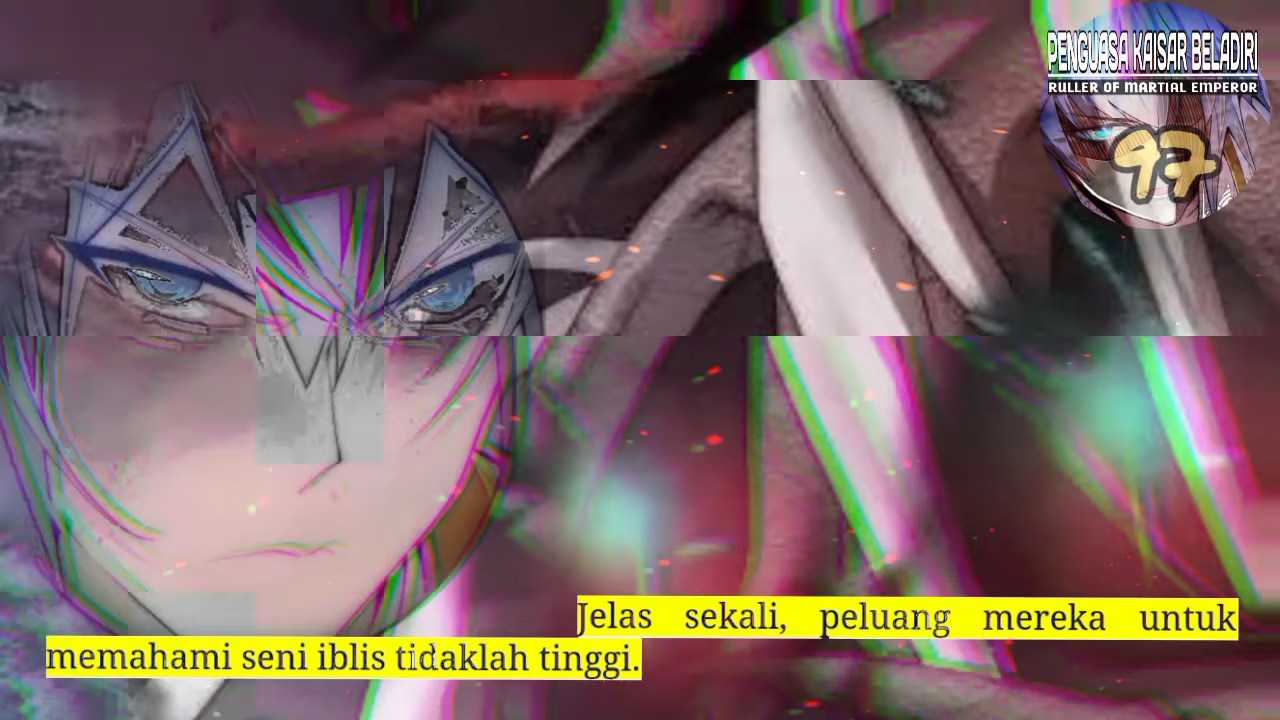 PENGUASA KAISAR BELADIRI
RULLER OF MARTIAL EMPEROR
97
Jelas sekali, peluang mereka untuk
memahami seni iblis tidaklah tinggi.